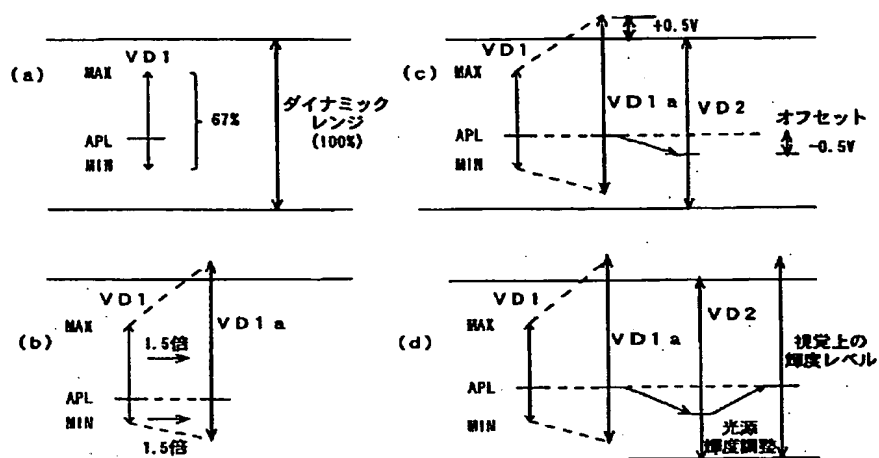 (a)
VD1
MAX
67%
APL
MIN
ダイナミック
レンジ
(100%)
(c)
+0.5V
VD1
MAX
VD1a
VD2
オフセット
APL
-0.5V
MIN
(b)
VD1
MAX
VD1a
1.5倍
APL
MIN
1.5倍
(d)
VD1
VD2
MAX
VD1a
視覚上の
輝度レベル
APL
MIN
光源
輝度調整